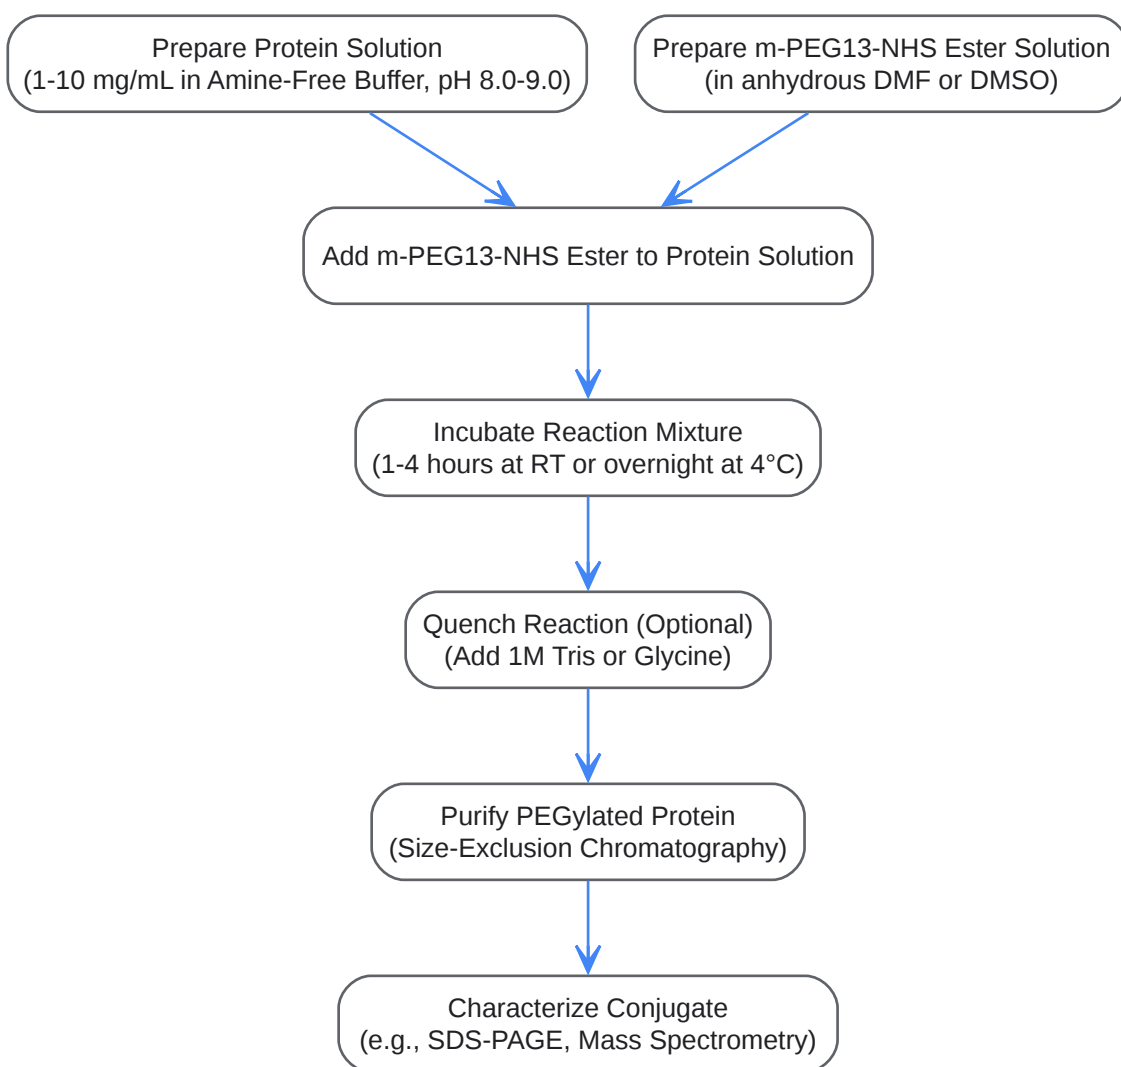 Prepare Protein Solution
(1-10 mg/mL in Amine-Free Buffer, pH 8.0-9.0)
Prepare m-PEG13-NHS Ester Solution
(in anhydrous DMF or DMSO)
Add m-PEG13-NHS Ester to Protein Solution
Incubate Reaction Mixture
(1-4 hours at RT or overnight at 4°C)
Quench Reaction (Optional)
(Add 1M Tris or Glycine)
Purify PEGylated Protein
(Size-Exclusion Chromatography)
Characterize Conjugate
(e.g., SDS-PAGE, Mass Spectrometry)